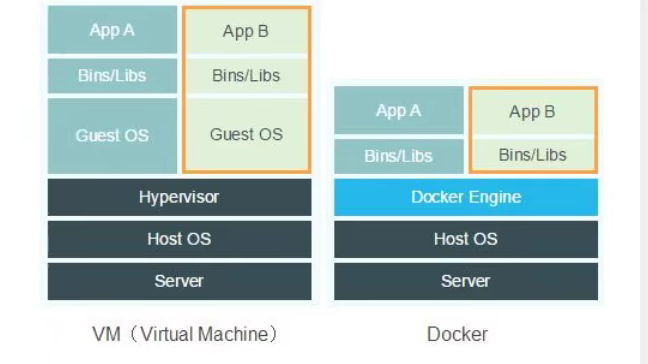 App A
App B
Bins/Libs
Bins/Libs
Guest OS
Guest OS
Hypervisor
Host OS
Server
VM（Virtual Machine）
App A
App B
Bins/Libs
Bins/Libs
Docker Engine
Host OS
Server
Docker